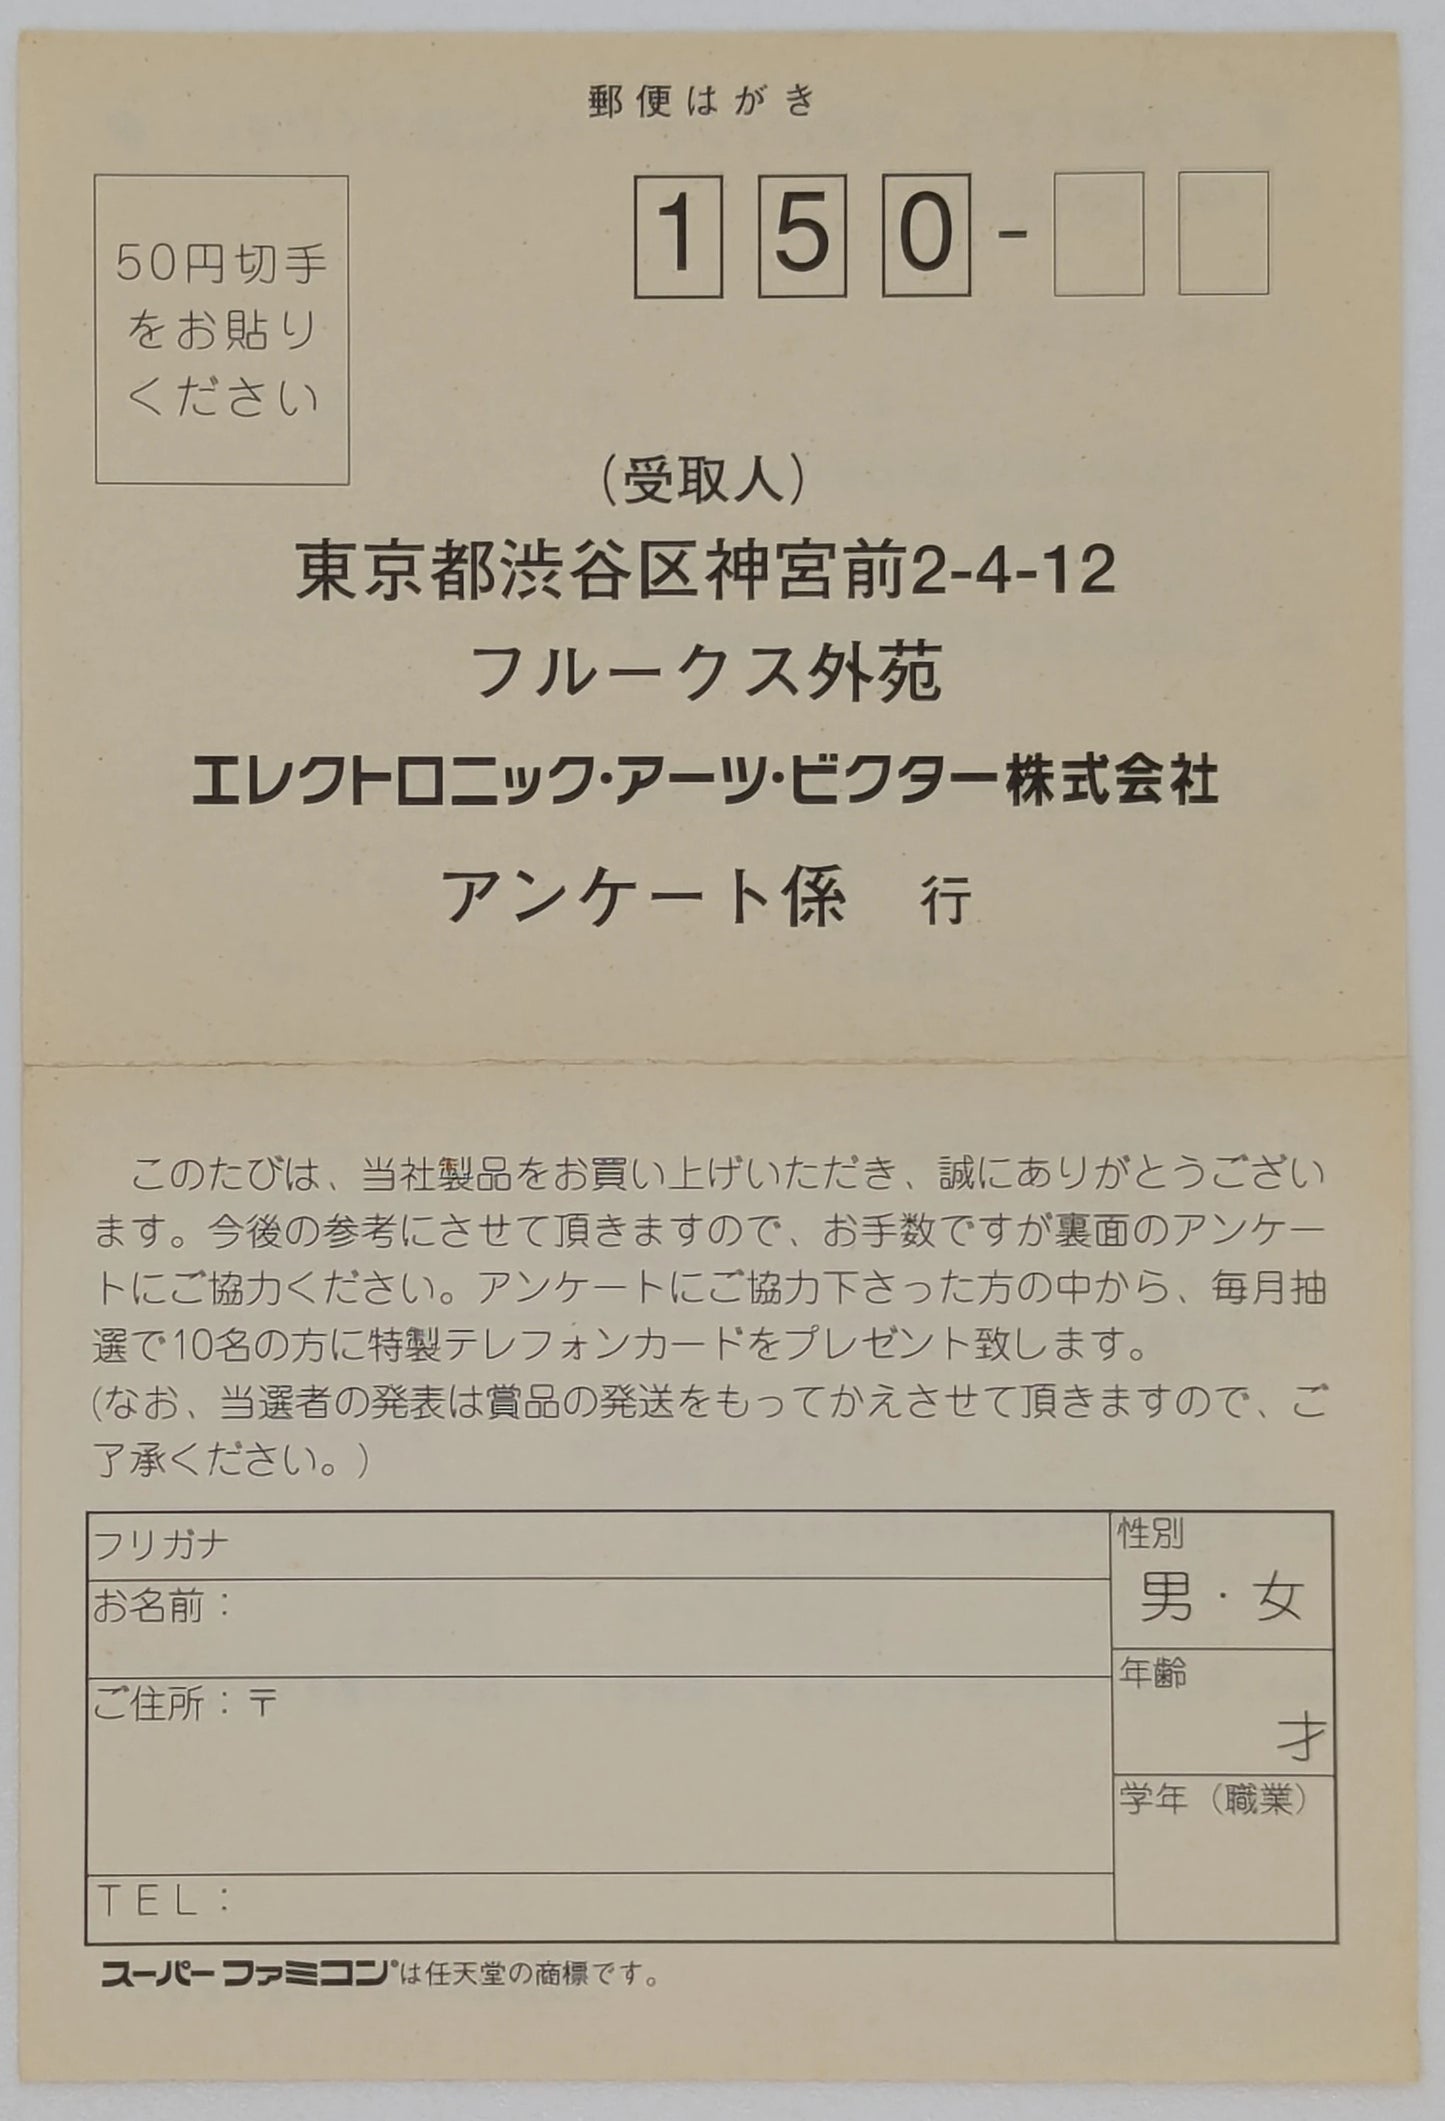 郵便はがき
50円切手
をお貼り
ください
150-
(受取人)
東京都渋谷区神宮前2-4-12
フルークス外苑
エレクトロニック・アーツ・ビクター株式会社
アンケート係 行
このたびは、当社製品をお買い上げいただき、誠にありがとうござい
ます。今後の参考にさせて頂きますので、お手数ですが裏面のアンケー
トにご協力ください。アンケートにご協力下さった方の中から、毎月抽
選で10名の方に特製テレフォンカードをプレゼント致します。
(なお、当選者の発表は賞品の発送をもってかえさせて頂きますので、ご
了承ください。)
フリガナ
お名前：
ご住所：〒
TEL：
性別
男・女
年齢
才
学年（職業）
スーパーファミコン®は任天堂の商標です。